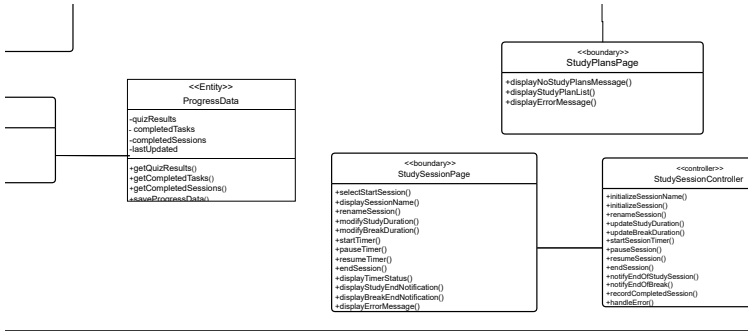 <<boundary>>
StudyPlansPage
+displayNoStudyPlansMessage()
+displayStudyPlanList()
+displayErrorMessage()
<<Entity>>
ProgressData
-quizResults
- completedTasks
-completedSessions
-lastUpdated
+getQuizResults()
+getCompletedTasks()
+getCompletedSessions()
+saveProgressData()
<<boundary>>
StudySessionPage
+selectStartSession()
+displaySessionName()
+renameSession()
+modifyStudyDuration()
+modifyBreakDuration()
+startTimer()
+pauseTimer()
+resumeTimer()
+endSession()
+displayTimerStatus()
+displayStudyEndNotification()
+displayBreakEndNotification()
+displayErrorMessage()
<<controller>>
StudySessionController
+initializeSessionName()
+initializeSession()
+renameSession()
+updateStudyDuration()
+updateBreakDuration()
+startSessionTimer()
+pauseSession()
+resumeSession()
+endSession()
+notifyEndOfStudySession()
+notifyEndOfBreak()
+recordCompletedSession()
+handleError()